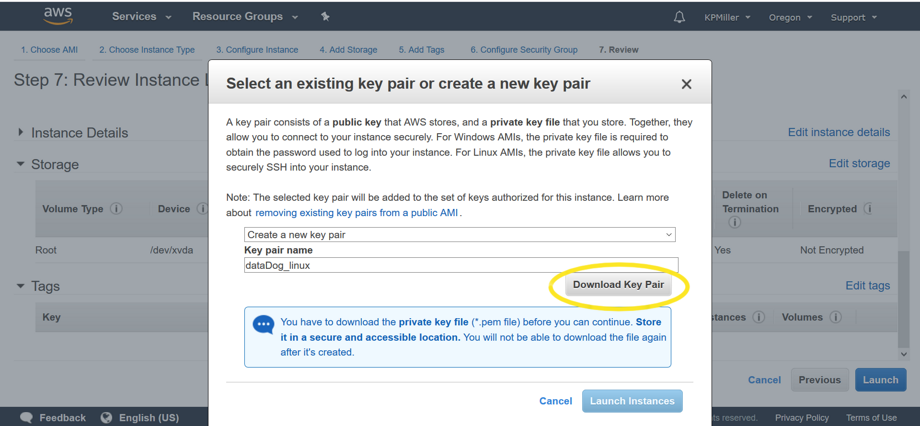 aws
Services
Resource Groups
KPMiller
Oregon
Support
1. Choose AMI
2. Choose Instance Type
3. Configure Instance
4. Add Storage
5. Add Tags
6. Configure Security Group
7. Review
Step 7: Review Instance L
Select an existing key pair or create a new key pair
A key pair consists of a public key that AWS stores, and a private key file that you store. Together, they
allow you to connect to your instance securely. For Windows AMIs, the private key file is required to
obtain the password used to log into your instance. For Linux AMIs, the private key file allows you to
securely SSH into your instance.
Note: The selected key pair will be added to the set of keys authorized for this instance. Learn more
about removing existing key pairs from a public AMI .
Create a new key pair
Key pair name
dataDog_linux
Download Key Pair
You have to download the private key file (*.pem file) before you can continue. Store
it in a secure and accessible location. You will not be able to download the file again
after it's created.
Cancel
Launch Instances
Instance Details
Edit instance details
Storage
Edit storage
Volume Type
Device
Delete on
Termination
Encrypted
Root
/dev/xvda
Yes
Not Encrypted
Tags
Edit tags
Key
stances
Volumes
Cancel
Previous
Launch
Feedback
English (US)
ts reserved.
Privacy Policy
Terms of Use